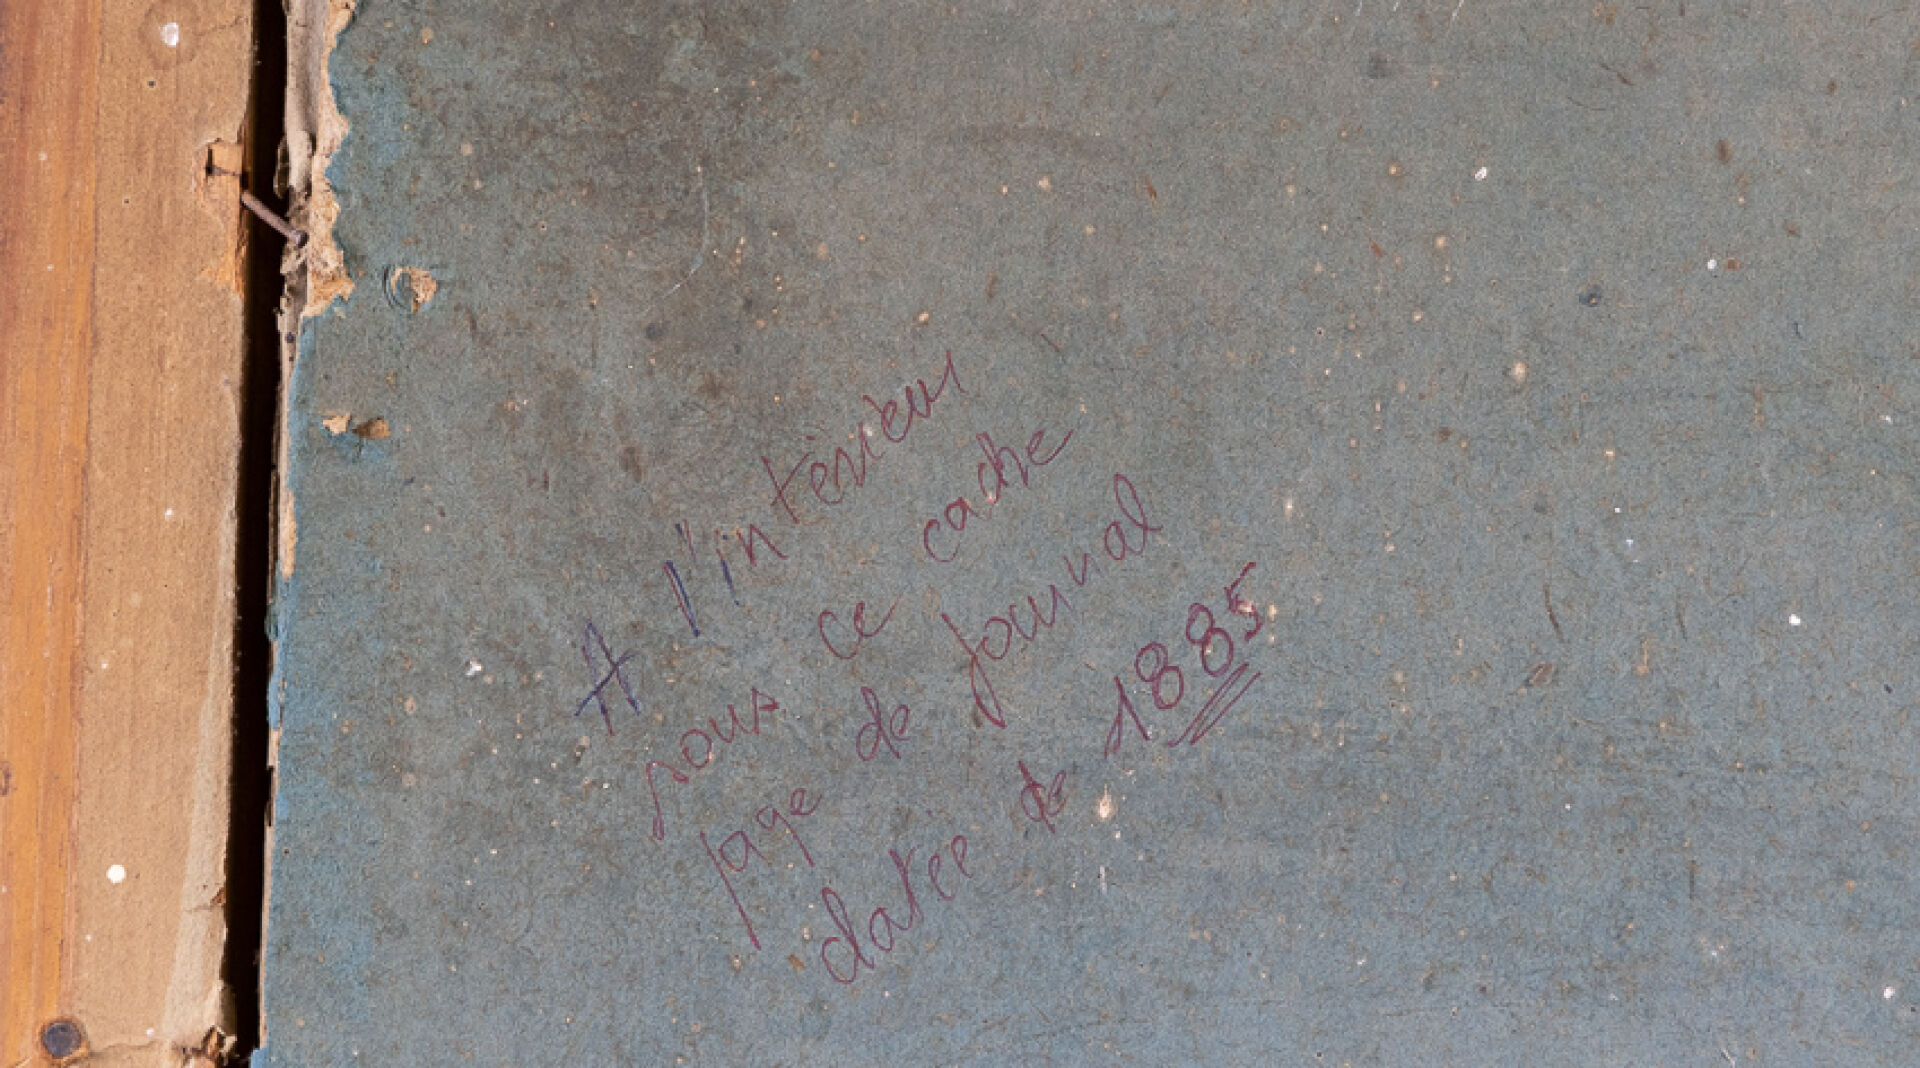 A l'intérieur
sous ce cache
page de journal
datée de 1885